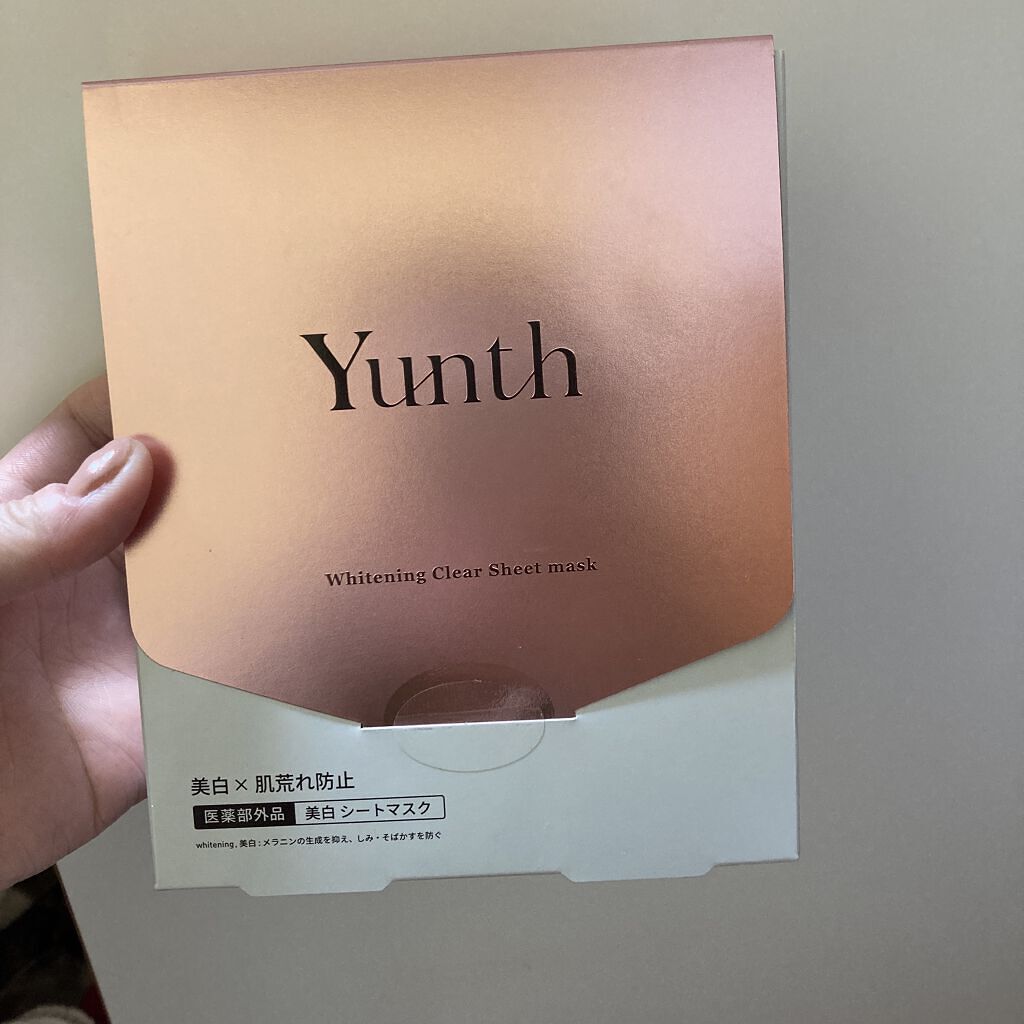 Yunth
Whitening Clear Sheet mask
美白×肌荒れ防止
医薬部外品 美白 シートマスク
whitening,美白:メラニンの生成を抑え、しみ・そばかすを防ぐ